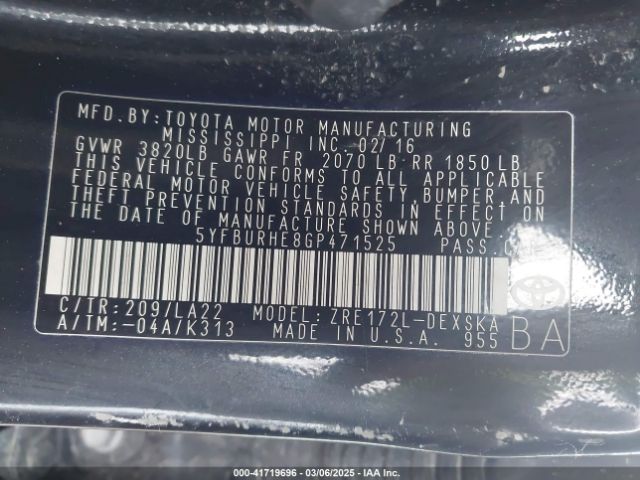 MFD.BY:TOYOTA MOTOR MANUFACTURING
MISSISSIPPI INC.02/16
GVWR 3820LB GAWR FR 2070 LB RR 1850 LB
THIS VEHICLE CONFORMS TO ALL APPLICABLE
FEDERAL MOTOR VEHICLE SAFETY,BUMPER,AND
THEFT PREVENTION STANDARDS IN EFFECT ON
THE DATE OF MANUFACTURE SHOWN ABOVE.
5YFBURHE8GP471525 PASS.
C/TR:209/LA22 MODEL:ZRE172L-DEXSKA
A/TM:-04A/K313 MADE IN U.S.A. 955
BA
TOYOTA
000-41719696 - 03/06/2025 - IAA Inc.